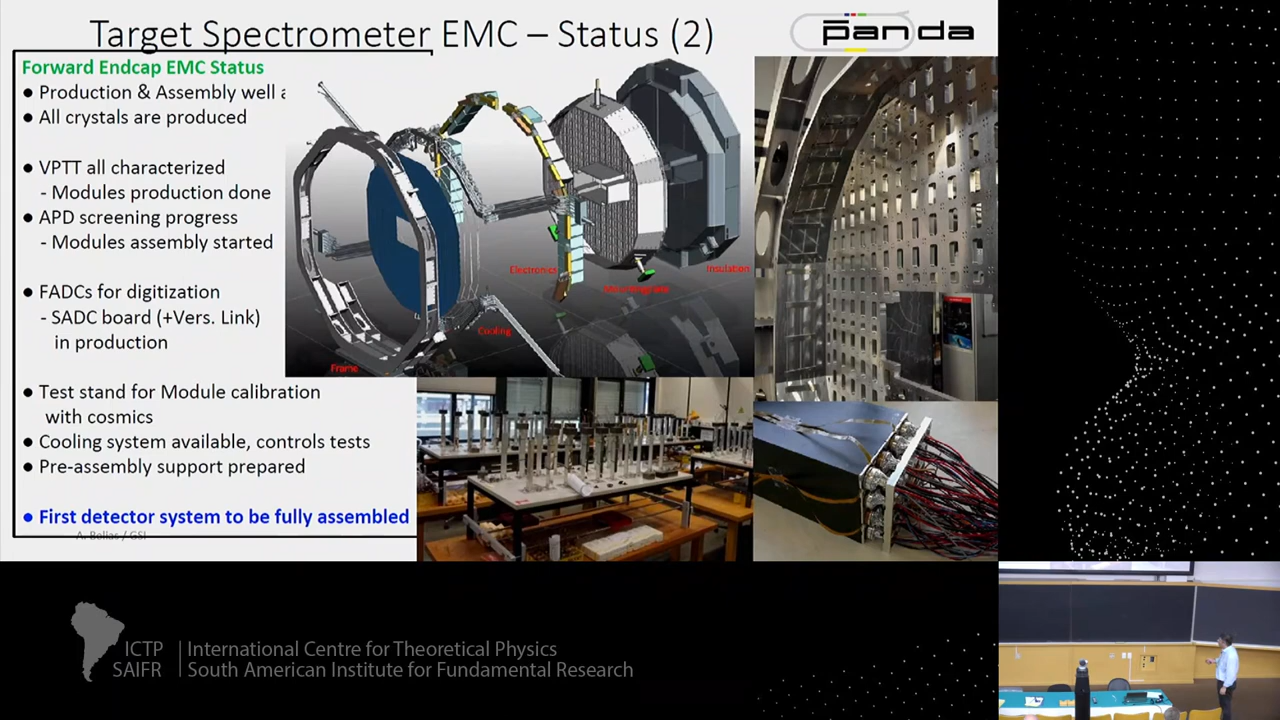 Target Spectrometer EMC – Status (2)
panda
Forward Endcap EMC Status
● Production & Assembly well
● All crystals are produced
● VPTT all characterized
- Modules production done
● APD screening progress
- Modules assembly started
● FADCs for digitization
- SADC board (+Vers. Link)
in production
● Test stand for Module calibration
with cosmics
● Cooling system available, controls tests
● Pre-assembly support prepared
● First detector system to be fully assembled
A. Belias / GSI
Frame
Cooling
Electronics
Insulation
ICTP
SAIFR
International Centre for Theoretical Physics
South American Institute for Fundamental Research